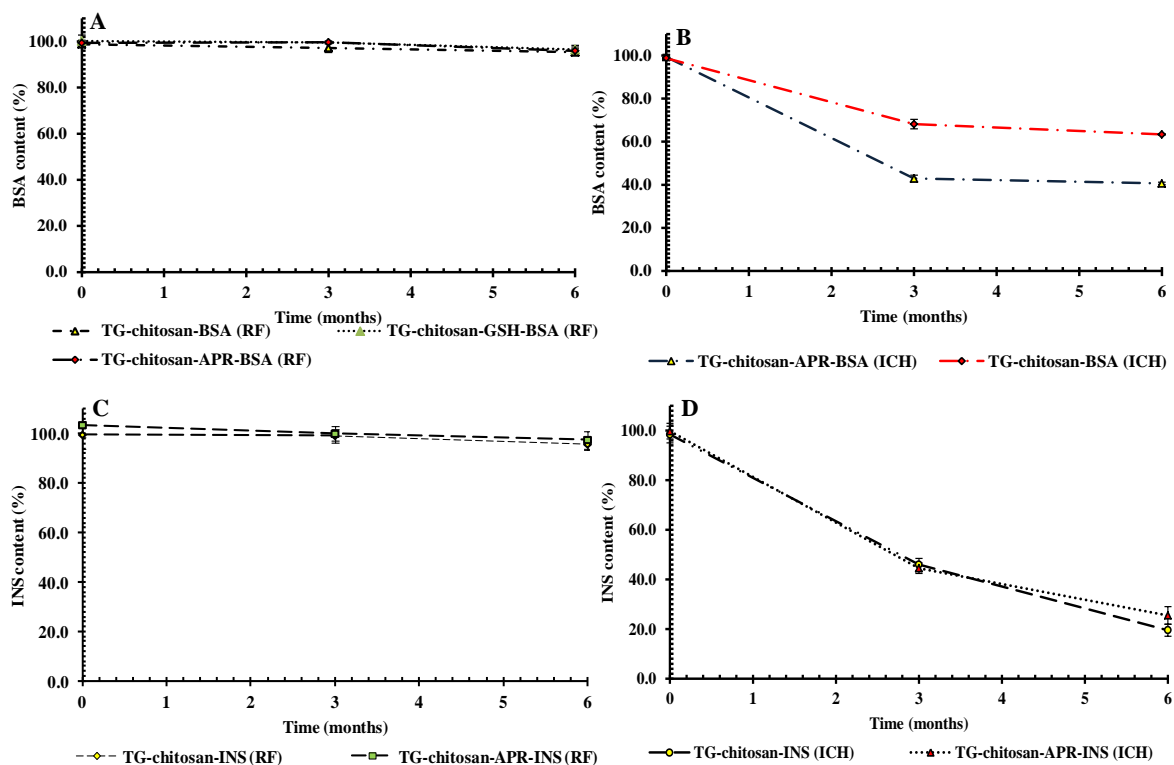 A
BSA content (%)
100.0
80.0
60.0
40.0
20.0
0.0
0 1 2 3 4 5 6
Time (months)
TG-chitosan-BSA (RF) TG-chitosan-GSH-BSA (RF)
TG-chitosan-APR-BSA (RF)
B
BSA content (%)
100.0
80.0
60.0
40.0
20.0
0.0
0 1 2 3 4 5 6
Time (months)
TG-chitosan-APR-BSA (ICH) TG-chitosan-BSA (ICH)
C
INS content (%)
100.0
80.0
60.0
40.0
20.0
0.0
0 1 2 3 4 5 6
Time (months)
TG-chitosan-INS (RF) TG-chitosan-APR-INS (RF)
D
INS content (%)
100.0
80.0
60.0
40.0
20.0
0.0
0 1 2 3 4 5 6
Time (months)
TG-chitosan-INS (ICH) TG-chitosan-APR-INS (ICH)